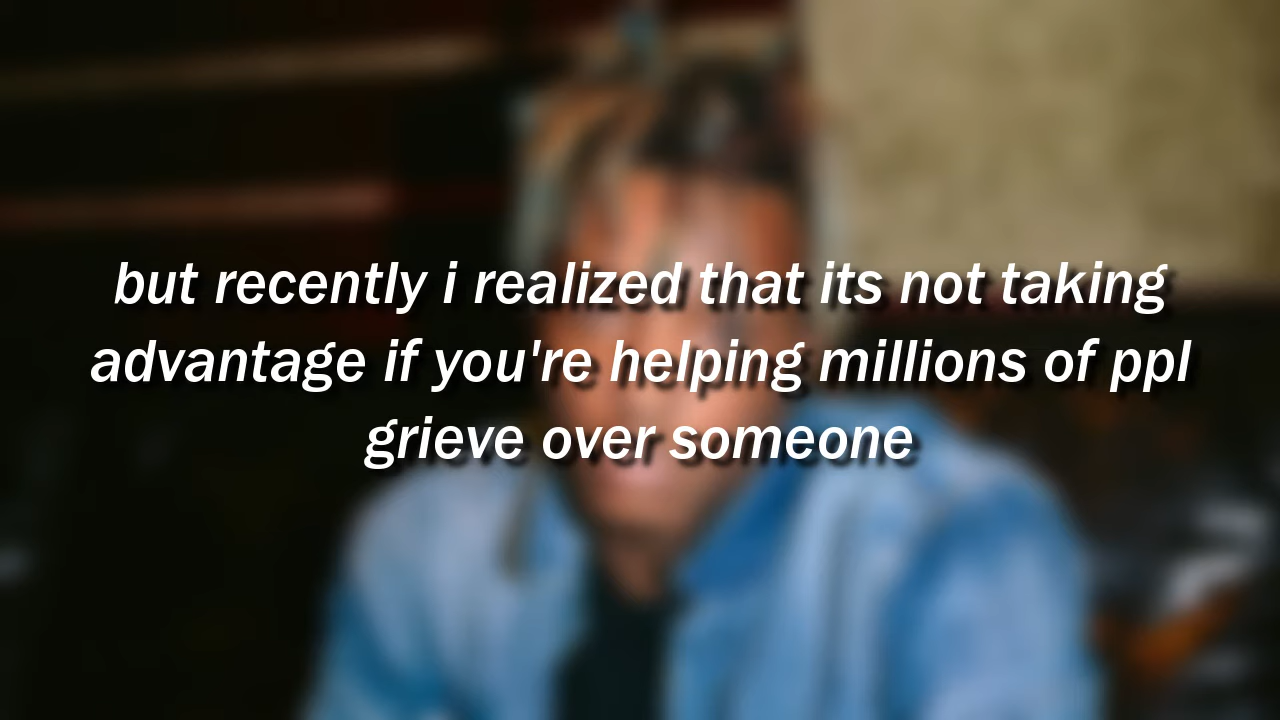 but recently i realized that its not taking
advantage if you're helping millions of ppl
grieve over someone